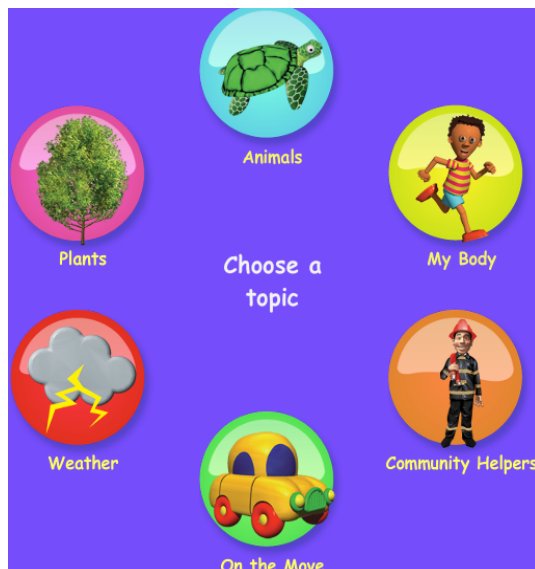 Animals
Plants
My Body
Choose a
topic
Weather
Community Helpers
On the Move